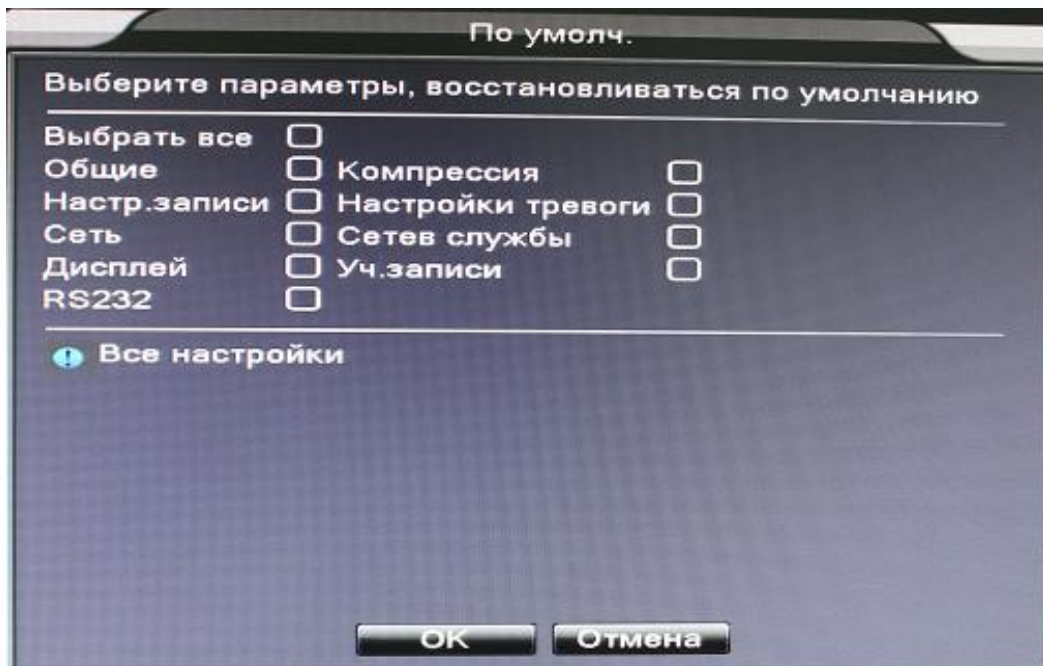 По умолч.
Выберите параметры, восстановливаться по умолчанию
Выбрать все
Общие Компрессия
Настр.записи Настройки тревоги
Сеть Сетев службы
Дисплей Уч.записи
RS232
Все настройки
OK Отмена